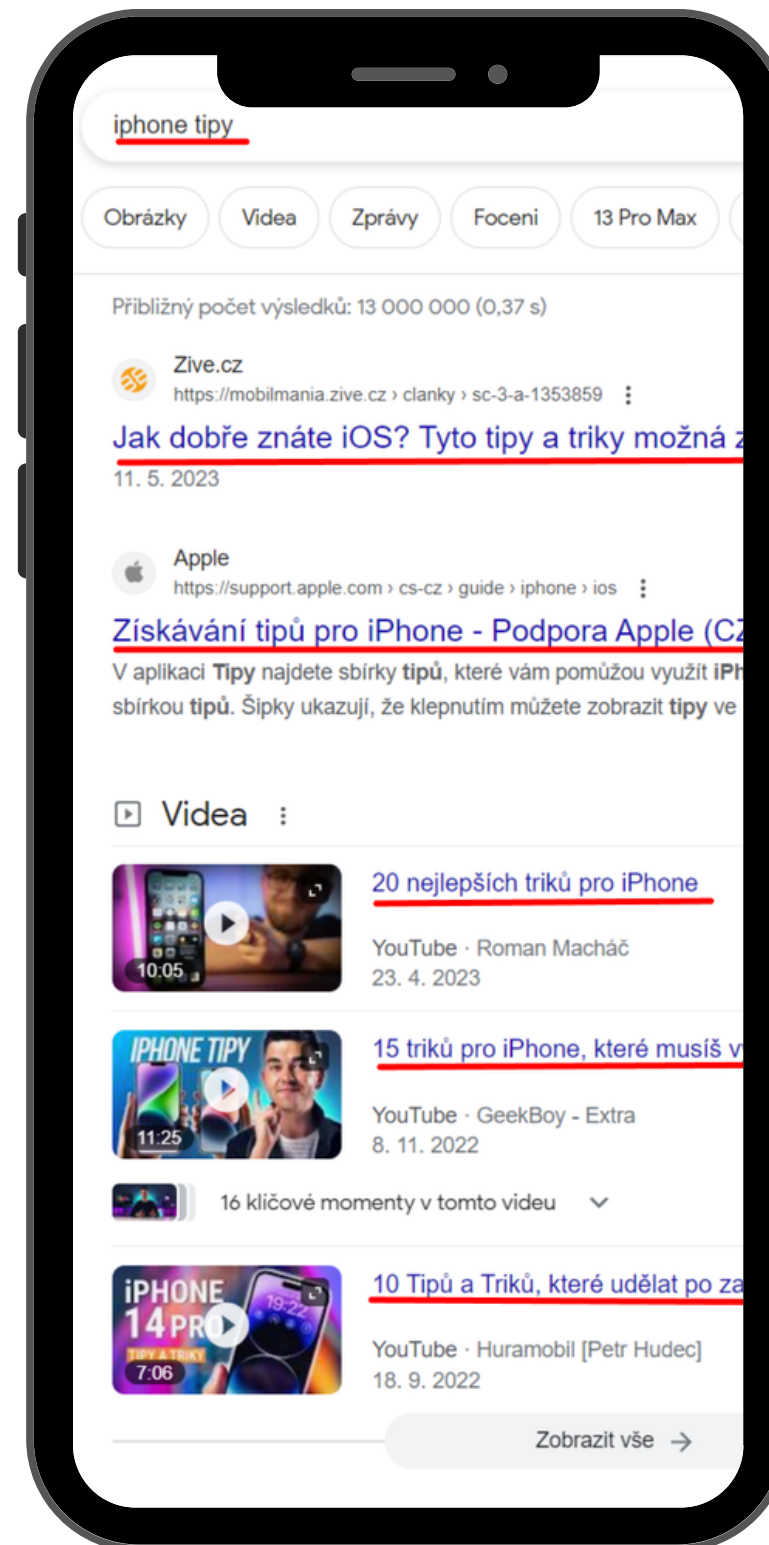 iphone tipy
Obrázky Videa Zprávy Foceni 13 Pro Max
Přibližný počet výsledků: 13 000 000 (0,37 s)
Zive.cz
https://mobilmania.zive.cz › clanky › sc-3-a-1353859
Jak dobře znáte iOS? Tyto tipy a triky možná
11. 5. 2023
Apple
https://support.apple.com › cs-cz › guide › iphone › ios
Získávání tipů pro iPhone - Podpora Apple (CZ
V aplikaci Tipy najdete sbírky tipů, které vám pomůžou využít iPh
sbírkou tipů. Šipky ukazují, že klepnutím můžete zobrazit tipy ve
Videa
10:05
20 nejlepších triků pro iPhone
YouTube · Roman Macháč
23. 4. 2023
IPHONE TIPY
11:25
15 triků pro iPhone, které musíš
YouTube · GeekBoy - Extra
8. 11. 2022
16 klíčové momenty v tomto videu
iPHONE
14 PRO
TIPY A TRIKY
19:22
7:06
10 Tipů a Triků, které udělat po za
YouTube · Huramobil [Petr Hudec]
18. 9. 2022
Zobrazit vše